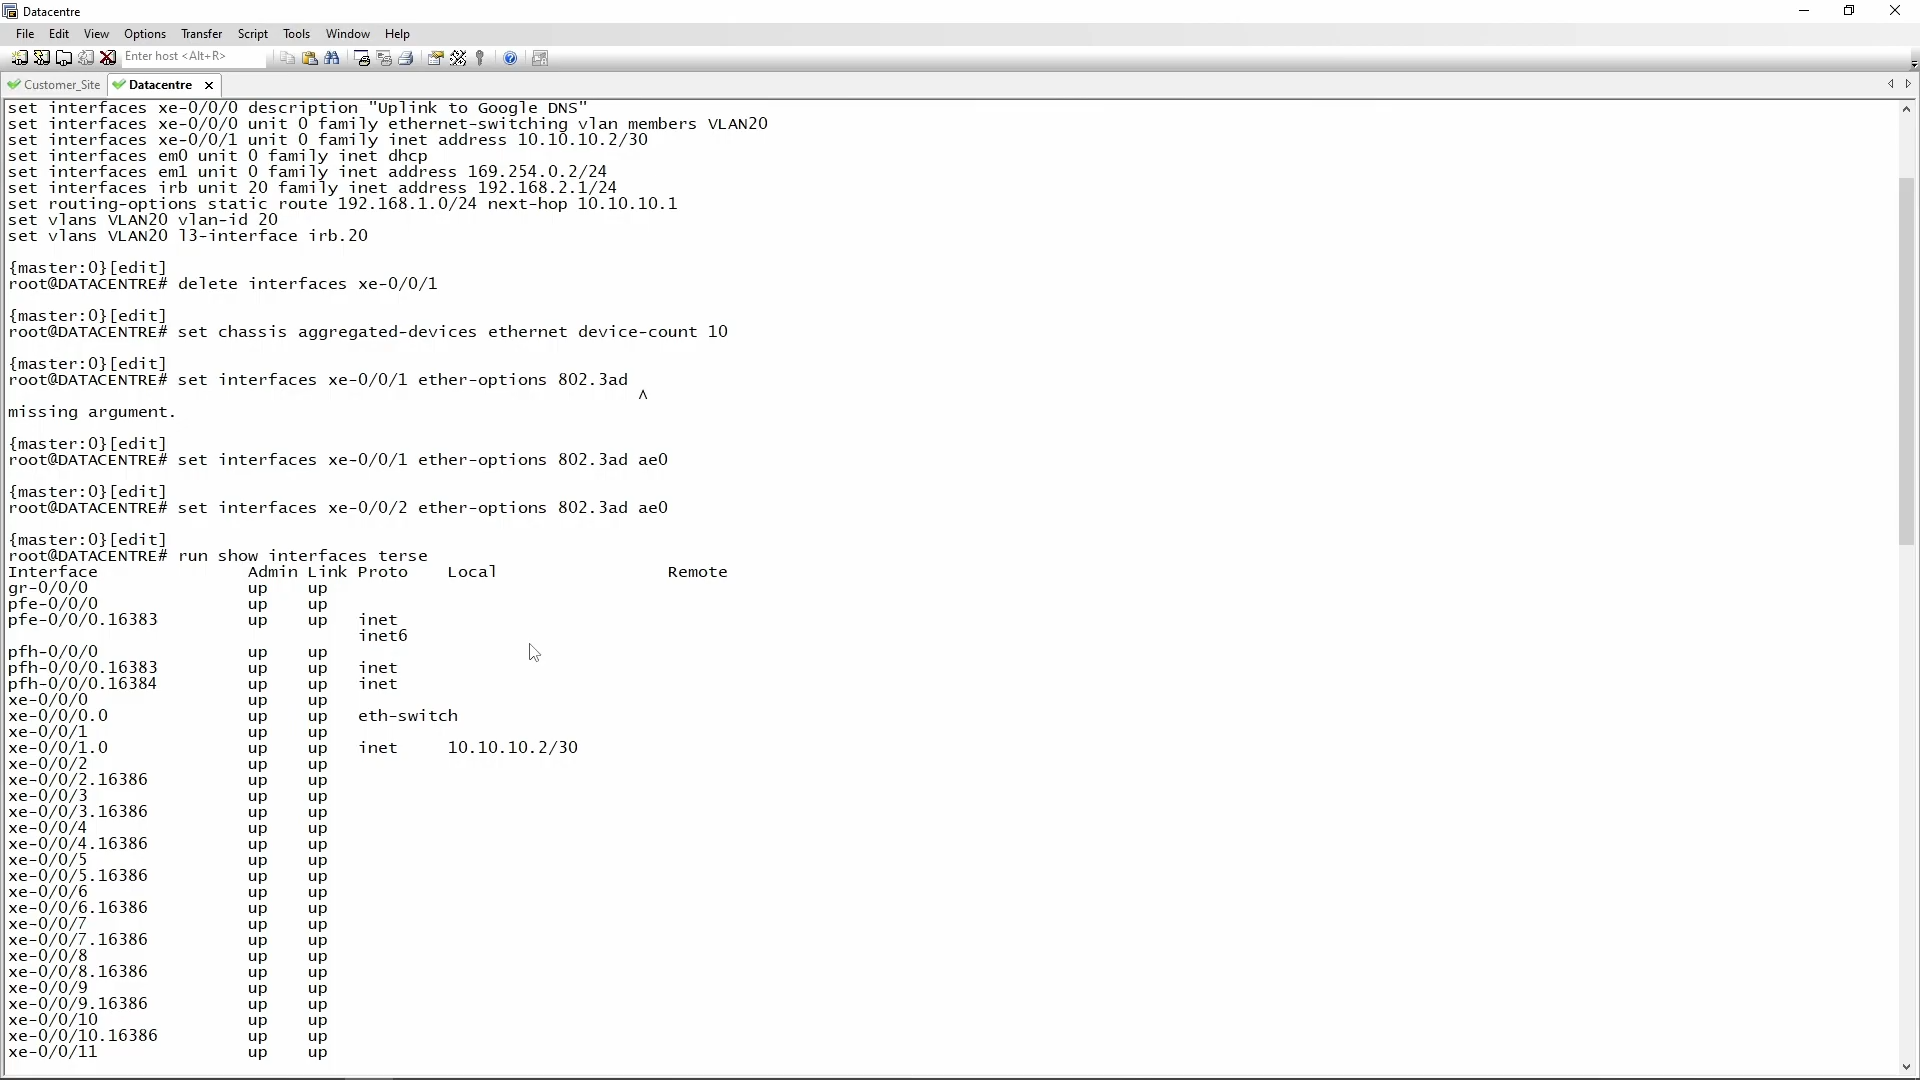 Datacentre
File Edit View Options Transfer Script Tools Window Help
Enter host <Alt+R>
Customer_Site Datacentre
set interfaces xe-0/0/0 description "Uplink to Google DNS"
set interfaces xe-0/0/0 unit 0 family ethernet-switching vlan members VLAN20
set interfaces xe-0/0/1 unit 0 family inet address 10.10.10.2/30
set interfaces em0 unit 0 family inet dhcp
set interfaces em1 unit 0 family inet address 169.254.0.2/24
set interfaces irb unit 20 family inet address 192.168.2.1/24
set routing-options static route 192.168.1.0/24 next-hop 10.10.10.1
set vlans VLAN20 vlan-id 20
set vlans VLAN20 l3-interface irb.20
{master:0}[edit]
root@DATACENTRE# delete interfaces xe-0/0/1
{master:0}[edit]
root@DATACENTRE# set chassis aggregated-devices ethernet device-count 10
{master:0}[edit]
root@DATACENTRE# set interfaces xe-0/0/1 ether-options 802.3ad
^
missing argument.
{master:0}[edit]
root@DATACENTRE# set interfaces xe-0/0/1 ether-options 802.3ad ae0
{master:0}[edit]
root@DATACENTRE# set interfaces xe-0/0/2 ether-options 802.3ad ae0
{master:0}[edit]
root@DATACENTRE# run show interfaces terse
Interface Admin Link Proto Local Remote
gr-0/0/0 up up
pfe-0/0/0 up up
pfe-0/0/0.16383 up up inet
inet6
pfh-0/0/0 up up
pfh-0/0/0.16383 up up inet
pfh-0/0/0.16384 up up inet
xe-0/0/0 up up
xe-0/0/0.0 up up eth-switch
xe-0/0/1 up up
xe-0/0/1.0 up up inet 10.10.10.2/30
xe-0/0/2 up up
xe-0/0/2.16386 up up
xe-0/0/3 up up
xe-0/0/3.16386 up up
xe-0/0/4 up up
xe-0/0/4.16386 up up
xe-0/0/5 up up
xe-0/0/5.16386 up up
xe-0/0/6 up up
xe-0/0/6.16386 up up
xe-0/0/7 up up
xe-0/0/7.16386 up up
xe-0/0/8 up up
xe-0/0/8.16386 up up
xe-0/0/9 up up
xe-0/0/9.16386 up up
xe-0/0/10 up up
xe-0/0/10.16386 up up
xe-0/0/11 up up